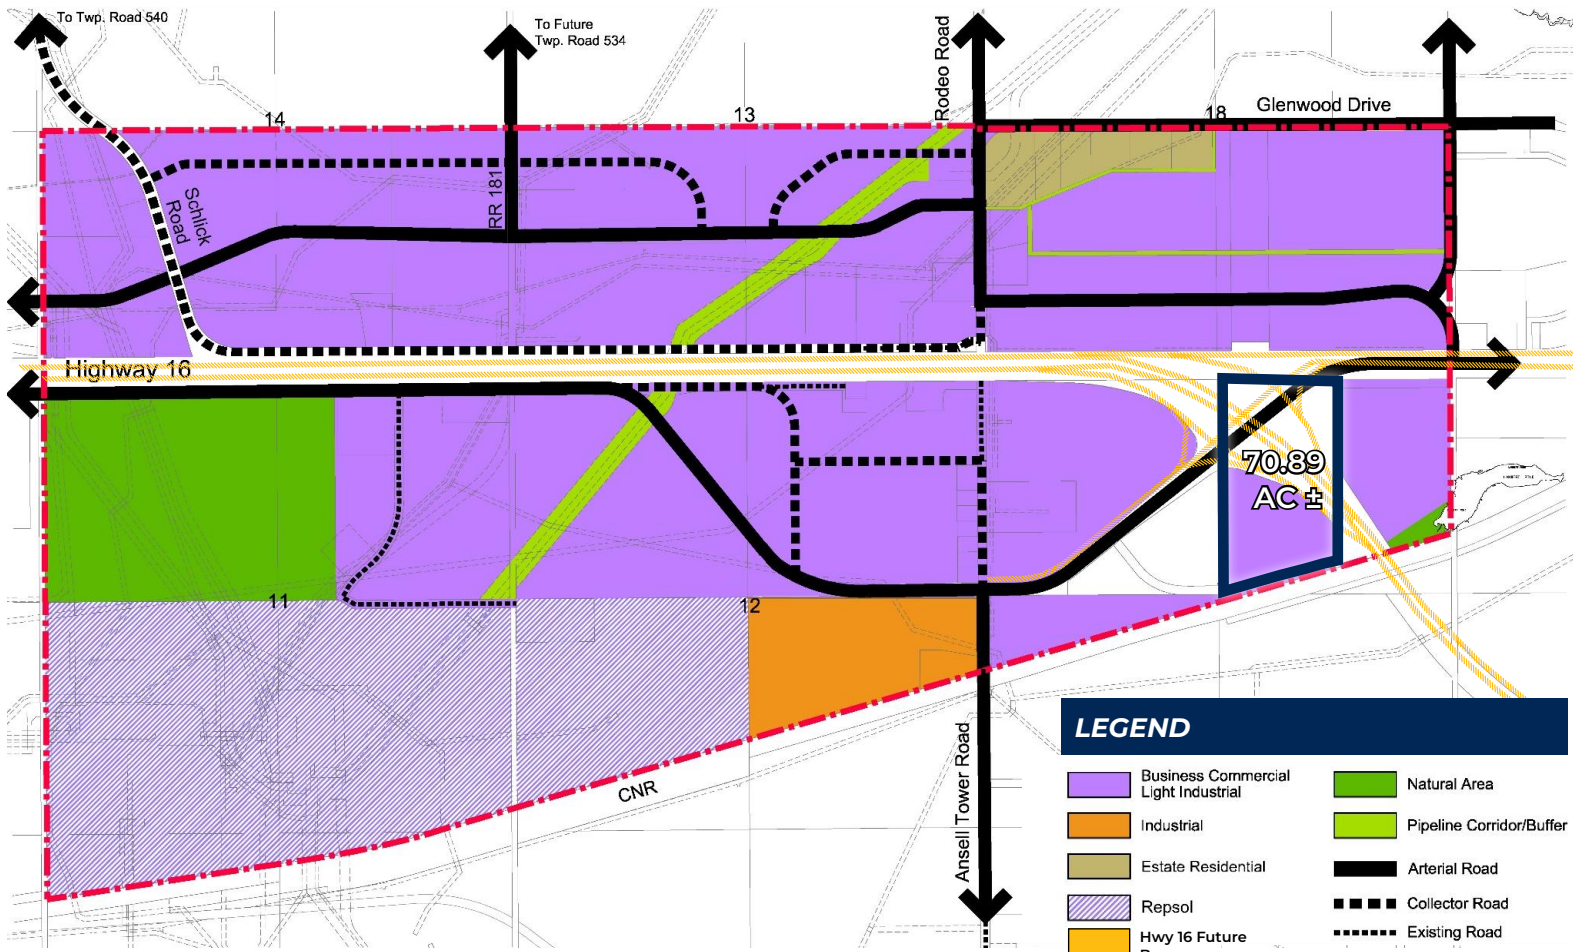 To Twp. Road 540
To Future
Twp. Road 534
Rodeo Road
14
13
18
Glenwood Drive
Schlick
Road
RR 181
Highway 16
70.89
AC ±
11
12
CNR
Ansell Tower Road
LEGEND
Business Commercial
Light Industrial
Industrial
Estate Residential
Repsol
Hwy 16 Future
Natural Area
Pipeline Corridor/Buffer
Arterial Road
Collector Road
Existing Road